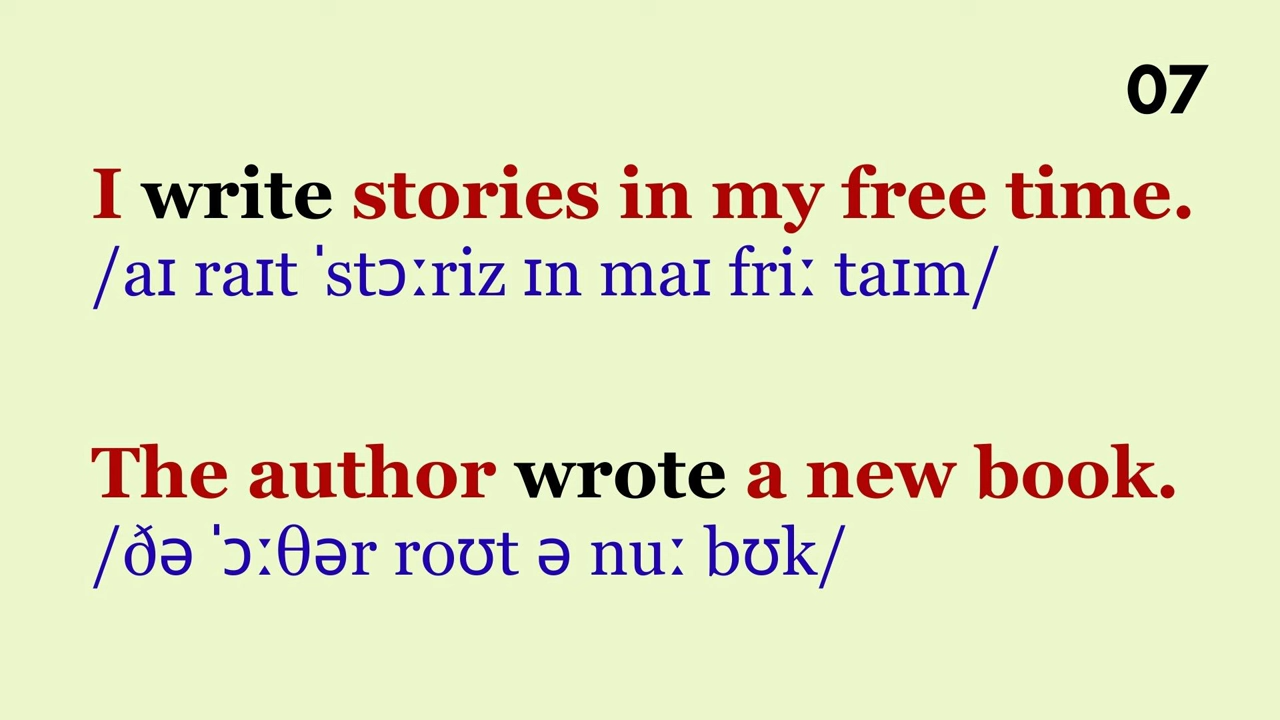 07
I write stories in my free time.
/aɪ raɪt ˈstɔːriz ɪn maɪ friː taɪm/
The author wrote a new book.
/ðə ˈɔːθər roʊt ə nuː bʊk/